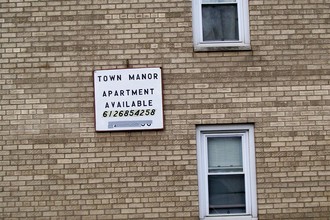 TOWN MANOR
APARTMENT
AVAILABLE
6126854258